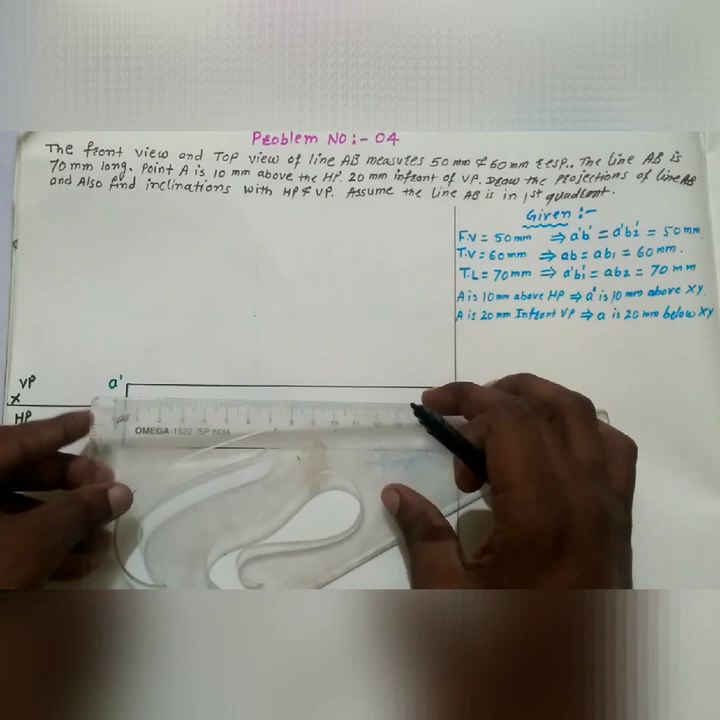 Problem NO:- 04
The front view and Top view of line AB measures 50 mm & 60 mm resp.. The line AB is
70 mm long. Point A is 10 mm above the HP. 20 mm infront of VP. Draw the Projections of line AB
and Also find inclinations with HP & VP. Assume the line AB is in 1st quadrant.
Given :-
F.V = 50 mm ⇒ a'b' = a'b2' = 50 mm.
T.V = 60 mm ⇒ ab = ab1 = 60 mm.
T.L = 70 mm ⇒ a'b1' = ab2 = 70 mm
A is 10 mm above HP ⇒ a' is 10 mm above XY.
A is 20 mm Infront VP ⇒ a is 20 mm below XY
a'
VP
X
HP
OMEGA 1522 /SP INDIA